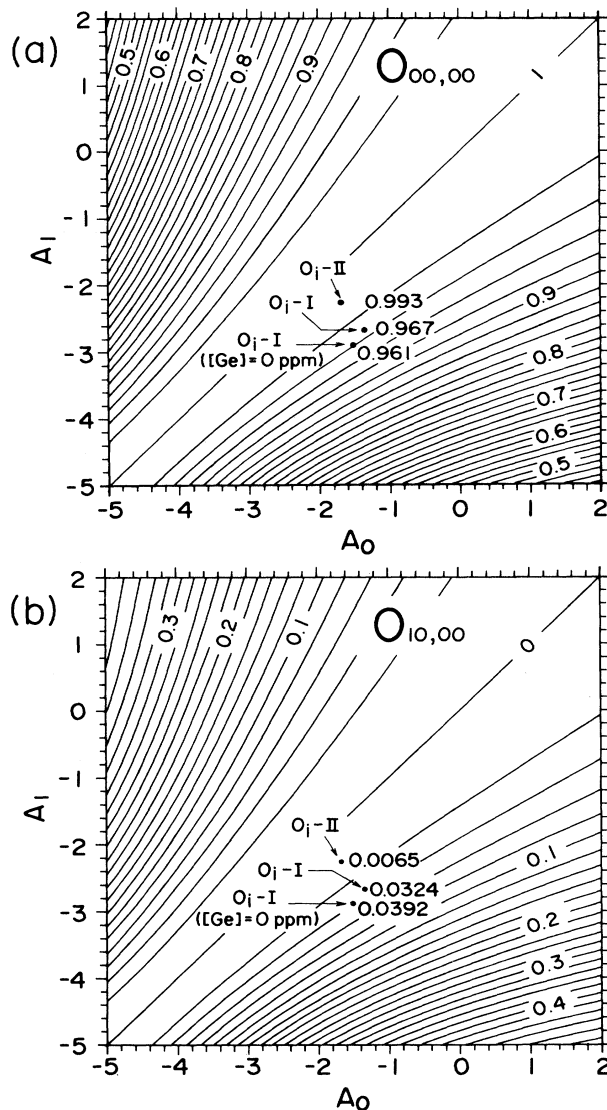 (a)
2
1
0
-1
-2
-3
-4
-5
A₁
0.5
0.6
0.7
0.8
0.9
O₀₀,₀₀
1
Oᵢ-II
Oᵢ-I 0.993
Oᵢ-I 0.967
([Ge]=0 ppm) 0.961
0.9
0.8
0.7
0.6
0.5
-5 -4 -3 -2 -1 0 1 2
A₀
(b)
2
1
0
-1
-2
-3
-4
-5
A₁
0.3
0.2
0.1
O₁₀,₀₀
0
Oᵢ-II
0.0065
Oᵢ-I
0.0324
Oᵢ-I
0.0392
([Ge]=0 ppm)
0.1
0.2
0.3
0.4
-5 -4 -3 -2 -1 0 1 2
A₀